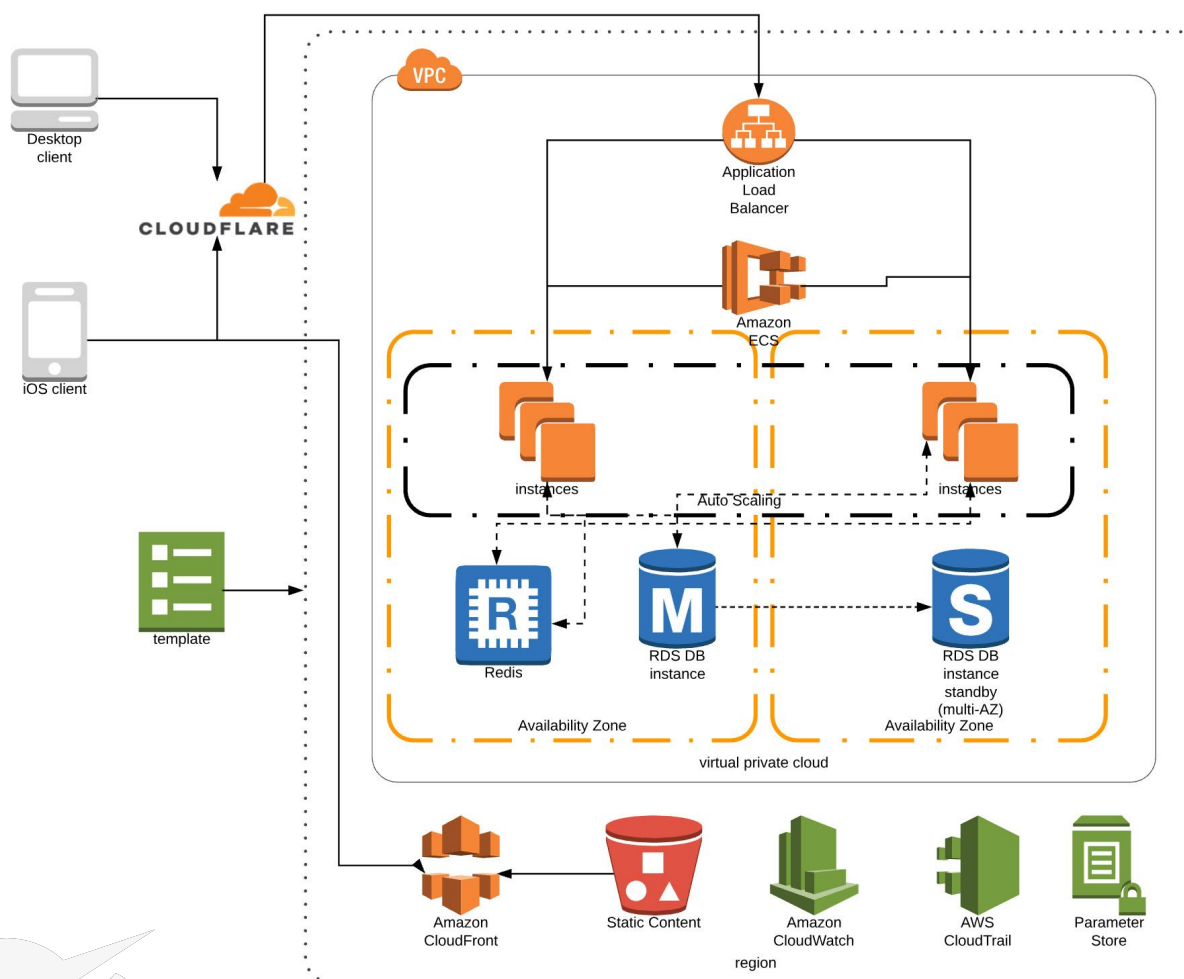 VPC
Desktop
client
CLOUDFLARE
Application
Load
Balancer
Amazon
ECS
iOS client
instances
instances
Auto Scaling
template
R
Redis
M
RDS DB
instance
S
RDS DB
instance
standby
(multi-AZ)
Availability Zone
Availability Zone
virtual private cloud
Amazon
CloudFront
Static Content
Amazon
CloudWatch
AWS
CloudTrail
Parameter
Store
region